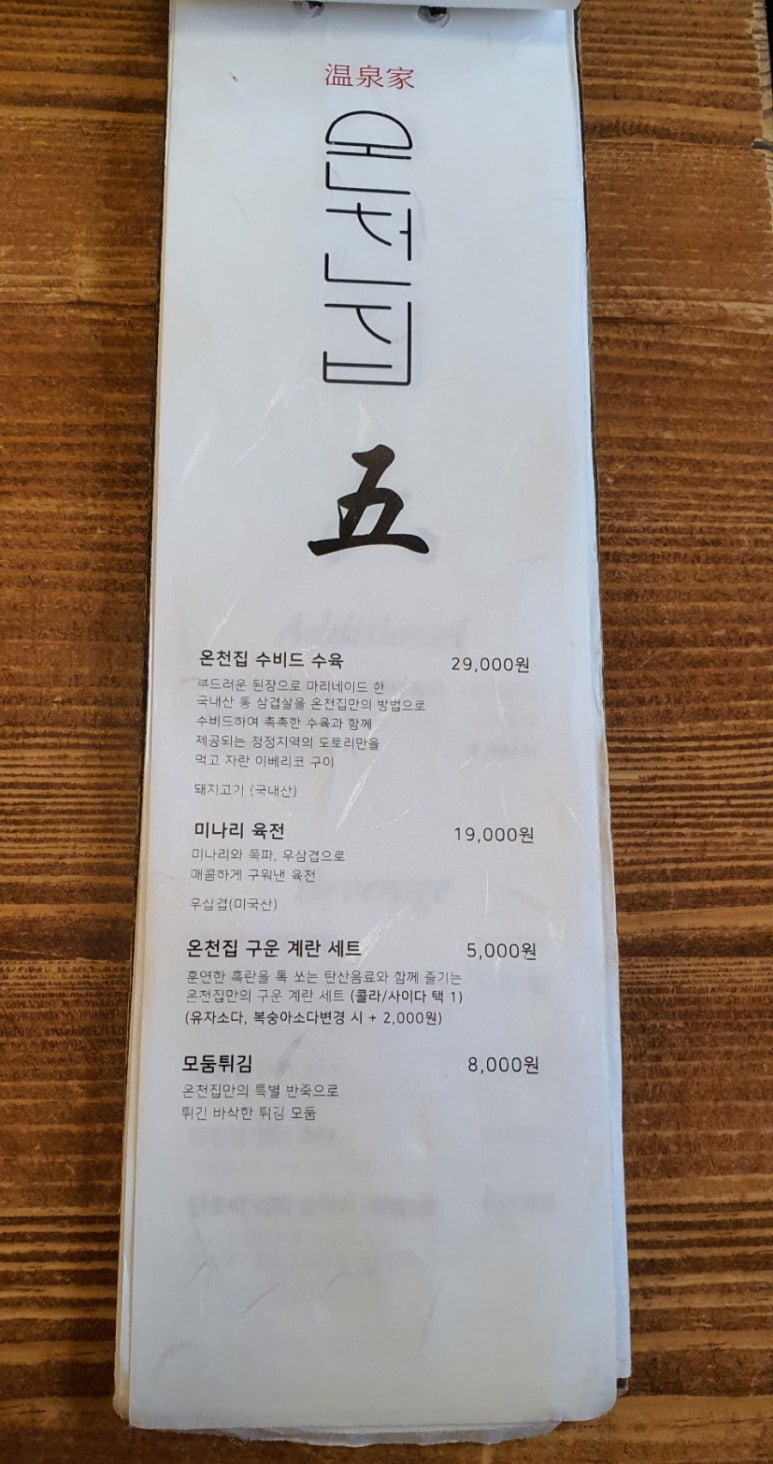 温泉家
온천집
五
온천집 수비드 수육 29,000원
부드러운 된장으로 마리네이드 한
국내산 통 삼겹살을 온천집만의 방법으로
수비드하여 촉촉한 수육과 함께
제공되는 청정지역의 도토리만을
먹고 자란 이베리코 구이
돼지고기 (국내산)
미나리 육전 19,000원
미나리와 쪽파, 우삼겹으로
매콤하게 구워낸 육전
우삼겹(미국산)
온천집 구운 계란 세트 5,000원
훈연한 흑란을 톡 쏘는 탄산음료와 함께 즐기는
온천집만의 구운 계란 세트 (콜라/사이다 택 1)
(유자소다, 복숭아소다변경 시 + 2,000원)
모둠튀김 8,000원
온천집만의 특별 반죽으로
튀긴 바삭한 튀김 모둠